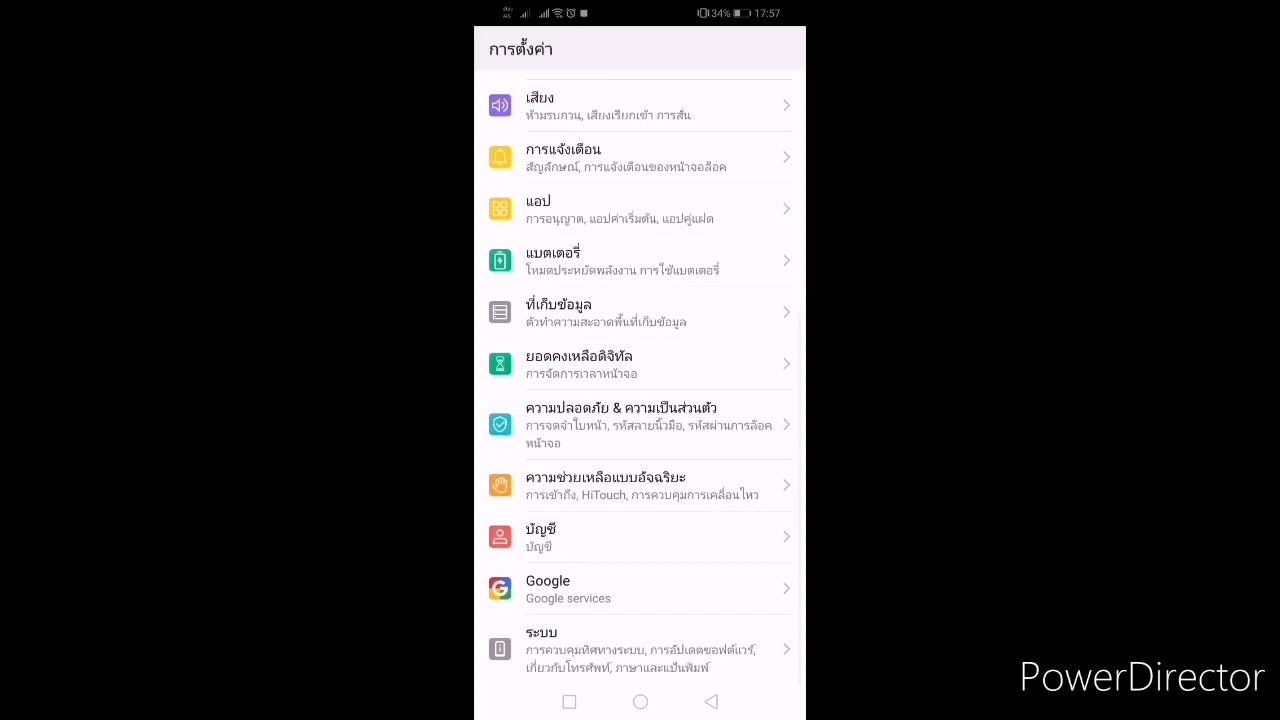 34% 17:57
การตั้งค่า
เสียง
ห้ามรบกวน, เสียงเรียกเข้า การสั่น
การแจ้งเตือน
สัญลักษณ์, การแจ้งเตือนของหน้าจอล็อค
แอป
การอนุญาต, แอปค่าเริ่มต้น, แอปคู่แฝด
แบตเตอรี่
โหมดประหยัดพลังงาน การใช้แบตเตอรี่
ที่เก็บข้อมูล
ตัวทำความสะอาดพื้นที่เก็บข้อมูล
ยอดคงเหลือดิจิทัล
การจัดการเวลาหน้าจอ
ความปลอดภัย & ความเป็นส่วนตัว
การจดจำใบหน้า, รหัสลายนิ้วมือ, รหัสผ่านการล็อค
หน้าจอ
ความช่วยเหลือแบบอัจฉริยะ
การเข้าถึง, HiTouch, การควบคุมการเคลื่อนไหว
บัญชี
บัญชี
Google
Google services
ระบบ
การควบคุมทิศทางระบบ, การอัปเดตซอฟต์แวร์,
เกี่ยวกับโทรศัพท์, ภาษาและแป้นพิมพ์
PowerDirector